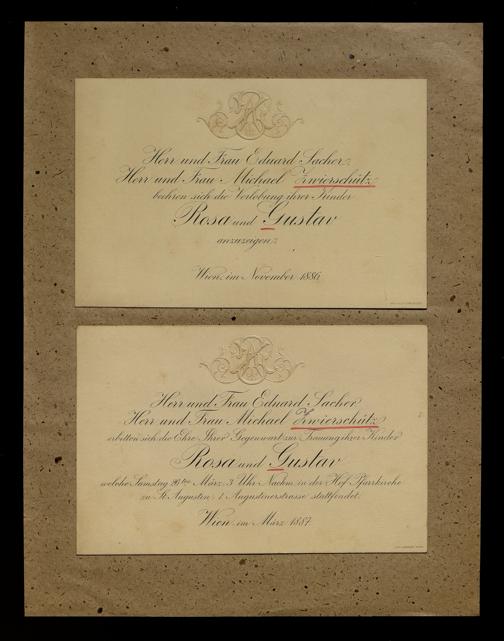 Herr und Frau Eduard Sacher
Herr und Frau Michael Zwierschütz
beehren sich die Verlobung ihrer Kinder
Rosa und Gustav
anzuzeigen.
Wien, im November 1886.
Herr und Frau Eduard Sacher
Herr und Frau Michael Zwierschütz
erbitten sich die Ehre Ihrer Gegenwart zur Trauung ihrer Kinder
Rosa und Gustav
welche Samstag 26ten März 3 Uhr Nachm. in der Hof-Pfarrkirche
zu St. Augustin, I. Augustinerstrasse stattfindet.
Wien im März 1887.